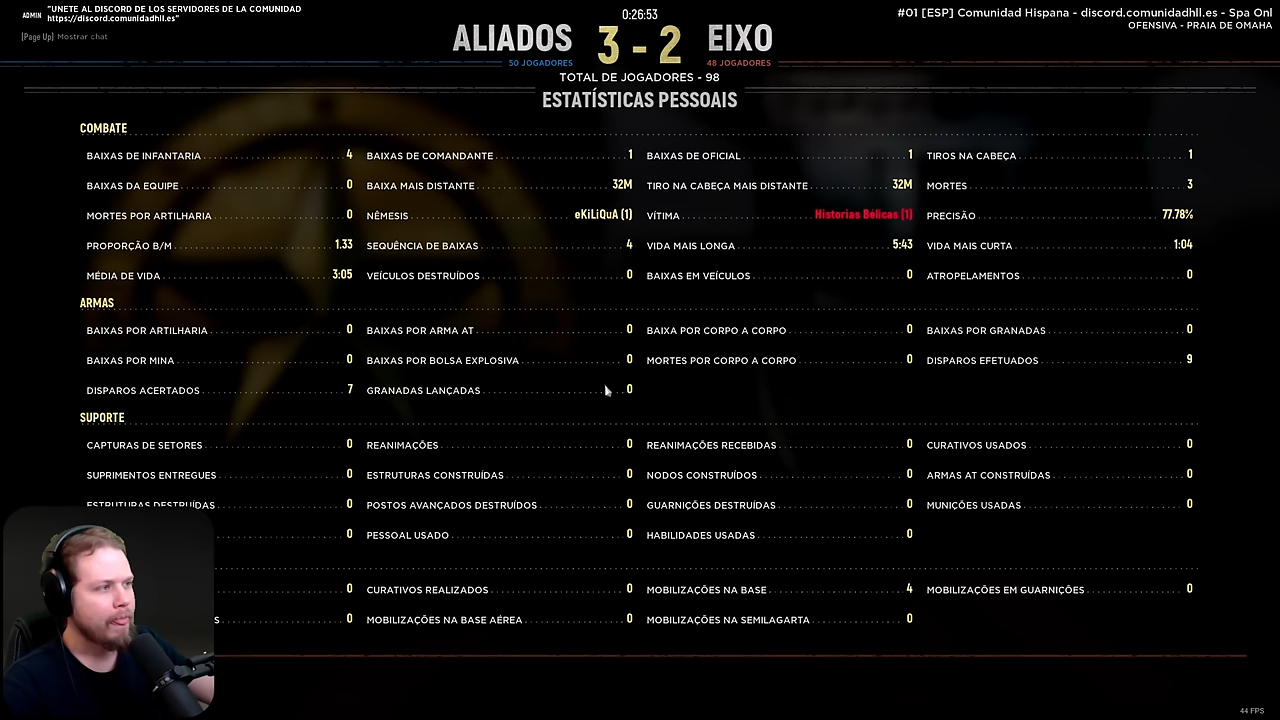 ADMIN "UNETE AL DISCORD DE LOS SERVIDORES DE LA COMUNIDAD
https://discord.comunidadhll.es"
[Page Up] Mostrar chat
0:26:53
ALIADOS 3 - 2 EIXO
50 JOGADORES 48 JOGADORES
TOTAL DE JOGADORES - 98
#01 [ESP] Comunidad Hispana - discord.comunidadhll.es - Spa Onl
OFENSIVA - PRAIA DE OMAHA
ESTATÍSTICAS PESSOAIS
COMBATE
BAIXAS DE INFANTARIA 4 BAIXAS DE COMANDANTE 1 BAIXAS DE OFICIAL 1 TIROS NA CABEÇA 1
BAIXAS DA EQUIPE 0 BAIXA MAIS DISTANTE 32M TIRO NA CABEÇA MAIS DISTANTE 32M MORTES 3
MORTES POR ARTILHARIA 0 NÊMESIS eKiLiQuA (1) VÍTIMA Historias Bélicas (1) PRECISÃO 77.78%
PROPORÇÃO B/M 1.33 SEQUÊNCIA DE BAIXAS 4 VIDA MAIS LONGA 5:43 VIDA MAIS CURTA 1:04
MÉDIA DE VIDA 3:05 VEÍCULOS DESTRUÍDOS 0 BAIXAS EM VEÍCULOS 0 ATROPELAMENTOS 0
ARMAS
BAIXAS POR ARTILHARIA 0 BAIXAS POR ARMA AT 0 BAIXA POR CORPO A CORPO 0 BAIXAS POR GRANADAS 0
BAIXAS POR MINA 0 BAIXAS POR BOLSA EXPLOSIVA 0 MORTES POR CORPO A CORPO 0 DISPAROS EFETUADOS 9
DISPAROS ACERTADOS 7 GRANADAS LANÇADAS 0
SUPORTE
CAPTURAS DE SETORES 0 REANIMAÇÕES 0 REANIMAÇÕES RECEBIDAS 0 CURATIVOS USADOS 0
SUPRIMENTOS ENTREGUES 0 ESTRUTURAS CONSTRUÍDAS 0 NODOS CONSTRUÍDOS 0 ARMAS AT CONSTRUÍDAS 0
ESTRUTURAS DESTRUÍDAS 0 POSTOS AVANÇADOS DESTRUÍDOS 0 GUARNIÇÕES DESTRUÍDAS 0 MUNIÇÕES USADAS 0
0 PESSOAL USADO 0 HABILIDADES USADAS 0
0 CURATIVOS REALIZADOS 0 MOBILIZAÇÕES NA BASE 4 MOBILIZAÇÕES EM GUARNIÇÕES 0
S 0 MOBILIZAÇÕES NA BASE AÉREA 0 MOBILIZAÇÕES NA SEMILAGARTA 0
44 FPS